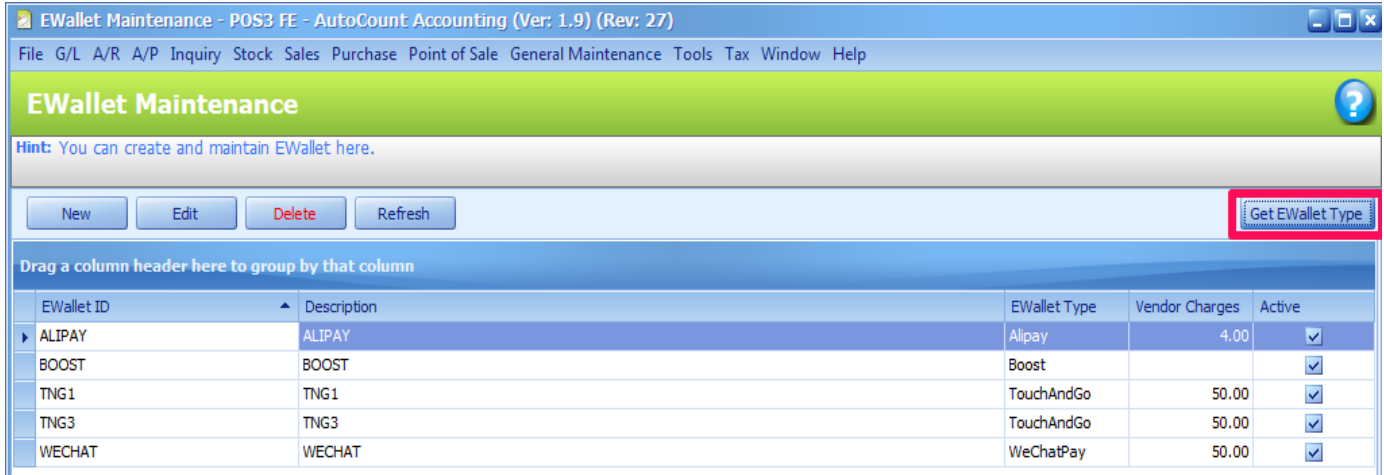 EWallet Maintenance - POS3 FE - AutoCount Accounting (Ver: 1.9) (Rev: 27)
File G/L A/R A/P Inquiry Stock Sales Purchase Point of Sale General Maintenance Tools Tax Window Help
EWallet Maintenance
?
Hint: You can create and maintain EWallet here.
New Edit Delete Refresh Get EWallet Type
Drag a column header here to group by that column
EWallet ID Description EWallet Type Vendor Charges Active
ALIPAY ALIPAY Alipay 4.00
BOOST BOOST Boost
TNG1 TNG1 TouchAndGo 50.00
TNG3 TNG3 TouchAndGo 50.00
WECHAT WECHAT WeChatPay 50.00